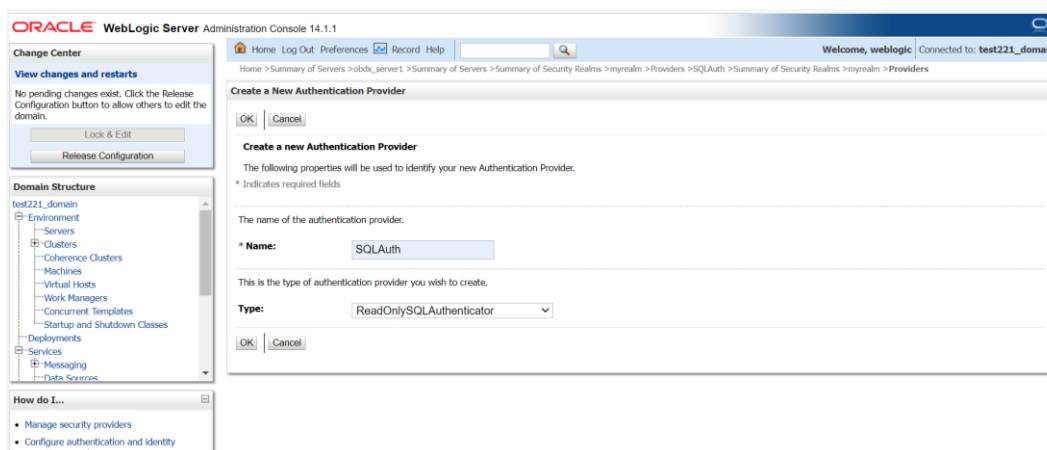 ORACLE WebLogic Server Administration Console 14.1.1
Change Center
View changes and restarts
No pending changes exist. Click the Release
Configuration button to allow others to edit the
domain.
Lock & Edit
Release Configuration
Domain Structure
test221_domain
Environment
Servers
Clusters
Coherence Clusters
Machines
Virtual Hosts
Work Managers
Concurrent Templates
Startup and Shutdown Classes
Deployments
Services
Messaging
Data Sources
How do I...
• Manage security providers
• Configure authentication and identity
Home Log Out Preferences Record Help
Welcome, weblogic Connected to: test221_domai
Home >Summary of Servers >obdx_server1 >Summary of Servers >Summary of Security Realms >myrealm >Providers >SQLAuth >Summary of Security Realms >myrealm >Providers
Create a New Authentication Provider
OK Cancel
Create a new Authentication Provider
The following properties will be used to identify your new Authentication Provider.
* Indicates required fields
The name of the authentication provider.
* Name: SQLAuth
This is the type of authentication provider you wish to create.
Type: ReadOnlySQLAuthenticator
OK Cancel